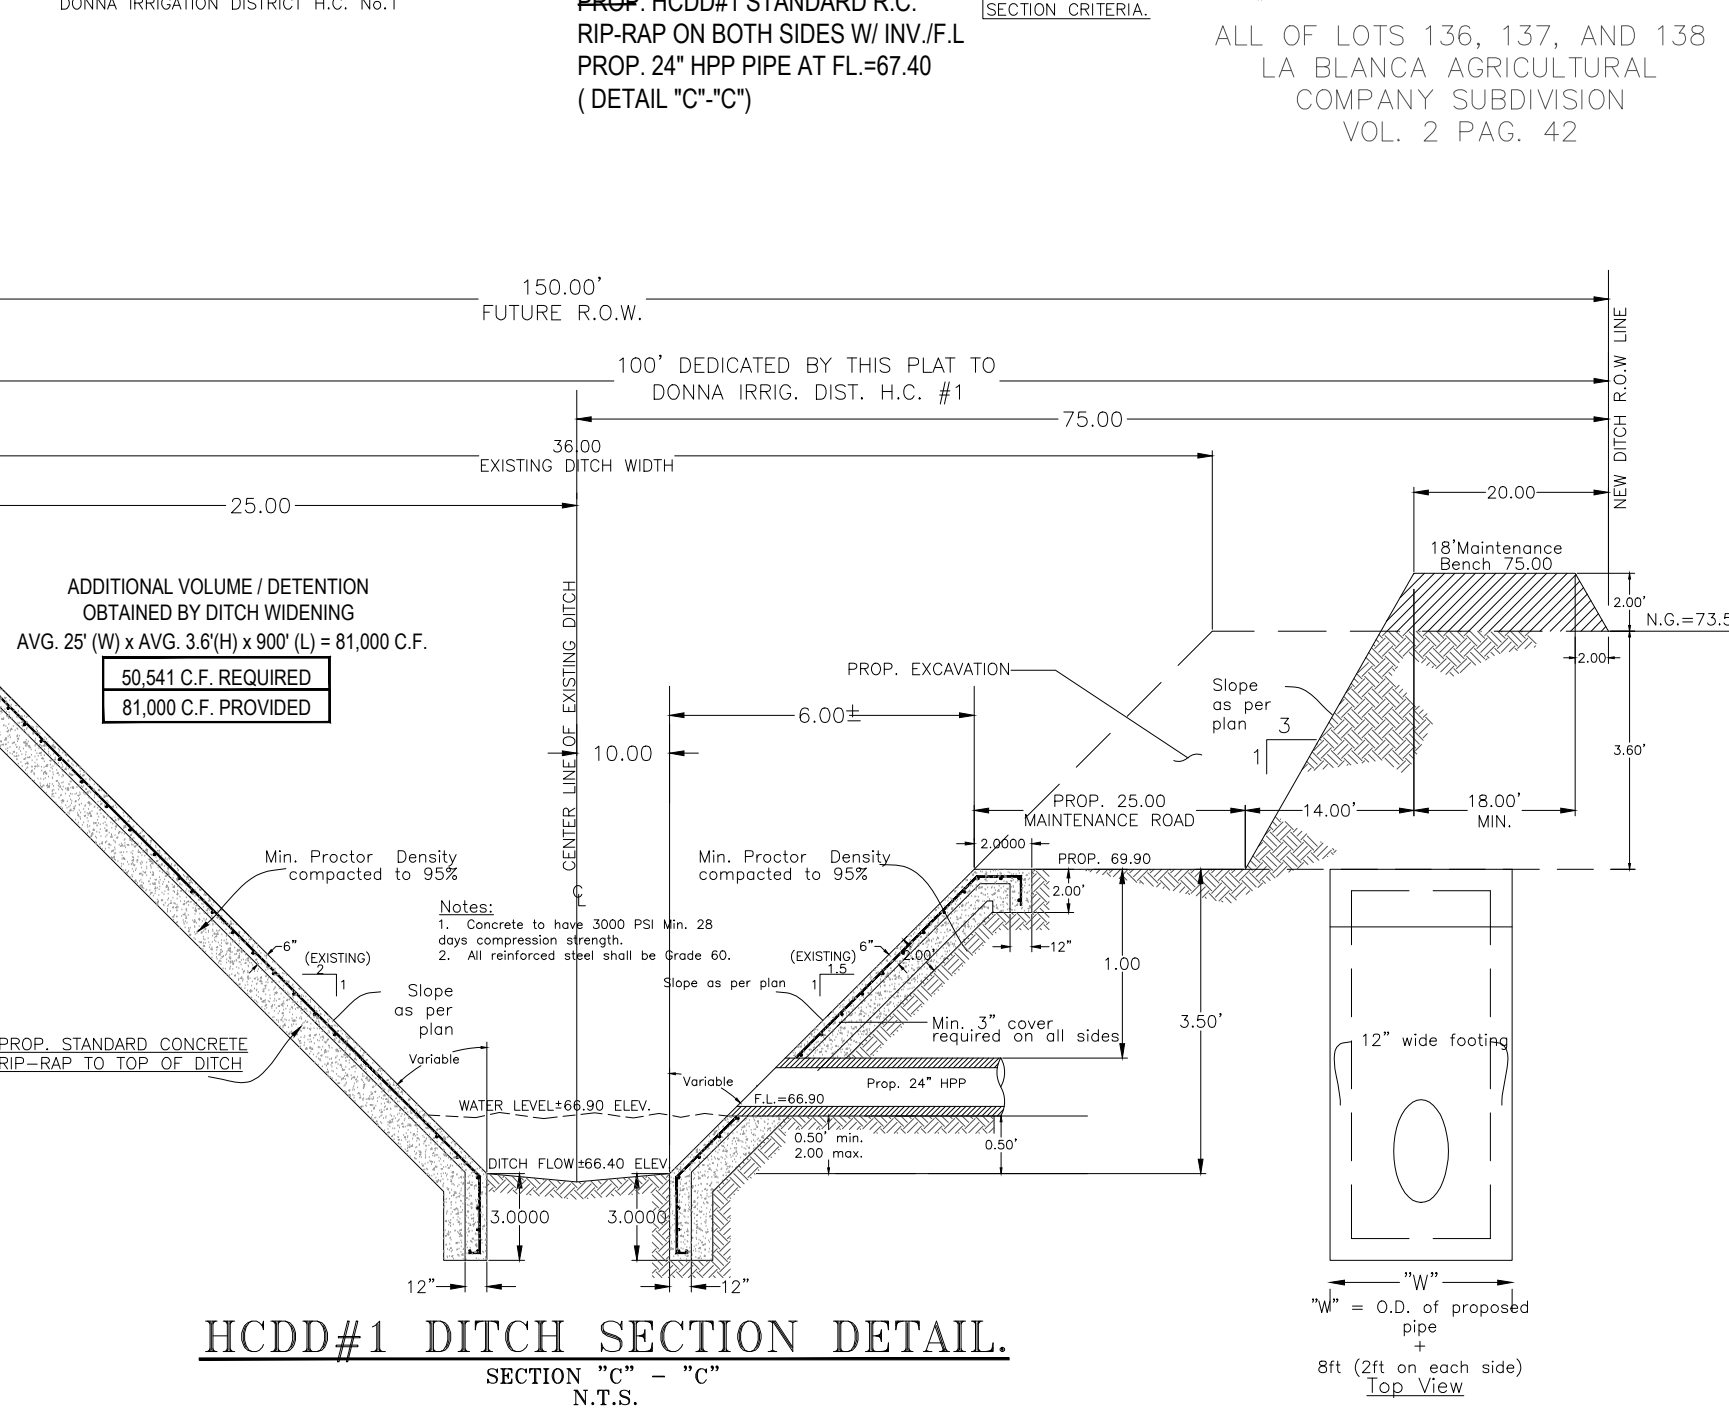 DONNA IRRIGATION DISTRICT H.C. No.1
PROP. HCDD#1 STANDARD R.C.
RIP-RAP ON BOTH SIDES W/ INV./F.L
PROP. 24" HPP PIPE AT FL.=67.40
( DETAIL "C"-"C")
SECTION CRITERIA.
ALL OF LOTS 136, 137, AND 138
LA BLANCA AGRICULTURAL
COMPANY SUBDIVISION
VOL. 2 PAG. 42
150.00'
FUTURE R.O.W.
100' DEDICATED BY THIS PLAT TO
DONNA IRRIG. DIST. H.C. #1
75.00
36.00
EXISTING DITCH WIDTH
25.00
20.00
NEW DITCH R.O.W LINE
18'Maintenance
Bench 75.00
2.00'
N.G.=73.5
2.00
ADDITIONAL VOLUME / DETENTION
OBTAINED BY DITCH WIDENING
AVG. 25' (W) x AVG. 3.6'(H) x 900' (L) = 81,000 C.F.
50,541 C.F. REQUIRED
81,000 C.F. PROVIDED
CENTER LINE OF EXISTING DITCH
CL
PROP. EXCAVATION
Slope
as per
plan
3
1
6.00±
10.00
3.60'
PROP. 25.00
MAINTENANCE ROAD
14.00'
18.00'
MIN.
2.0000
PROP. 69.90
2.00'
Min. Proctor Density
compacted to 95%
Min. Proctor Density
compacted to 95%
Notes:
1. Concrete to have 3000 PSI Min. 28
days compression strength.
2. All reinforced steel shall be Grade 60.
6"
(EXISTING)
2
1
(EXISTING)
1.5
1
6"
2.00'
12"
1.00
Slope as per plan
Slope
as per
plan
Min. 3" cover
required on all sides
3.50'
PROP. STANDARD CONCRETE
RIP-RAP TO TOP OF DITCH
Variable
Variable
Prop. 24" HPP
F.L.=66.90
WATER LEVEL±66.90 ELEV.
0.50' min.
2.00 max.
0.50'
DITCH FLOW ±66.40 ELEV.
3.0000
3.0000
12"
12"
12" wide footing
"W"
"W" = O.D. of proposed
pipe
+
8ft (2ft on each side)
Top View
HCDD#1 DITCH SECTION DETAIL.
SECTION "C" - "C"
N.T.S.